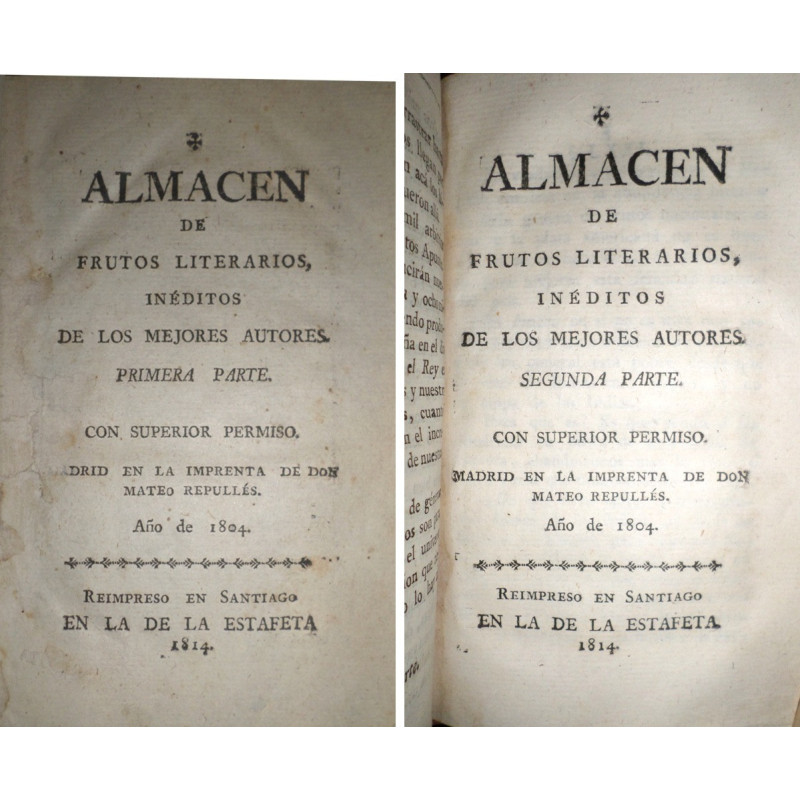 ✠
ALMACEN
DE
FRUTOS LITERARIOS,
INÉDITOS
DE LOS MEJORES AUTORES.
PRIMERA PARTE.
CON SUPERIOR PERMISO.
DRID EN LA IMPRENTA DE DON
MATEO REPULLÉS.
Año de 1804.
REIMPRESO EN SANTIAGO
EN LA DE LA ESTAFETA
1814.
✠
ALMACEN
DE
FRUTOS LITERARIOS,
INÉDITOS
DE LOS MEJORES AUTORES.
SEGUNDA PARTE.
CON SUPERIOR PERMISO.
MADRID EN LA IMPRENTA DE DON
MATEO REPULLÉS.
Año de 1804.
REIMPRESO EN SANTIAGO
EN LA DE LA ESTAFETA
1814.